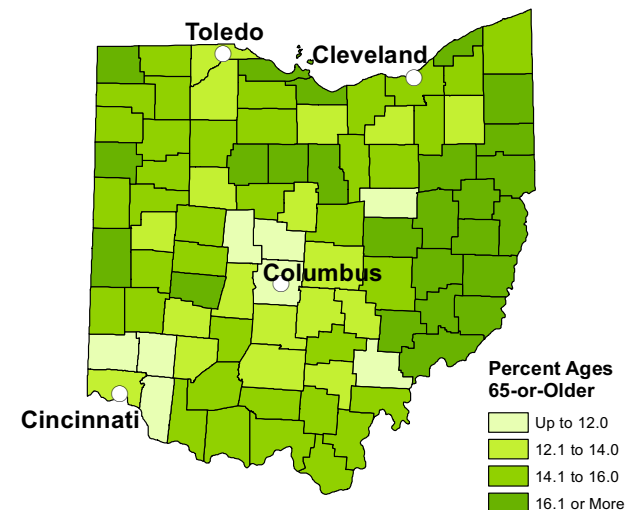 Toledo
Cleveland
Columbus
Cincinnati
Percent Ages
65-or-Older
Up to 12.0
12.1 to 14.0
14.1 to 16.0
16.1 or More